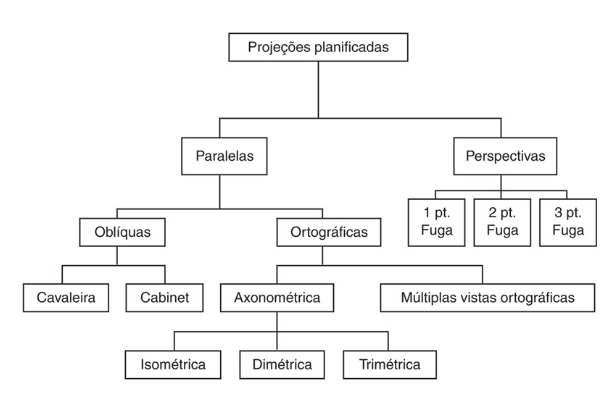 Projeções planificadas
Paralelas
Perspectivas
1 pt.
Fuga
2 pt.
Fuga
3 pt.
Fuga
Oblíquas
Ortográficas
Cavaleira
Cabinet
Axonométrica
Múltiplas vistas ortográficas
Isométrica
Dimétrica
Trimétrica